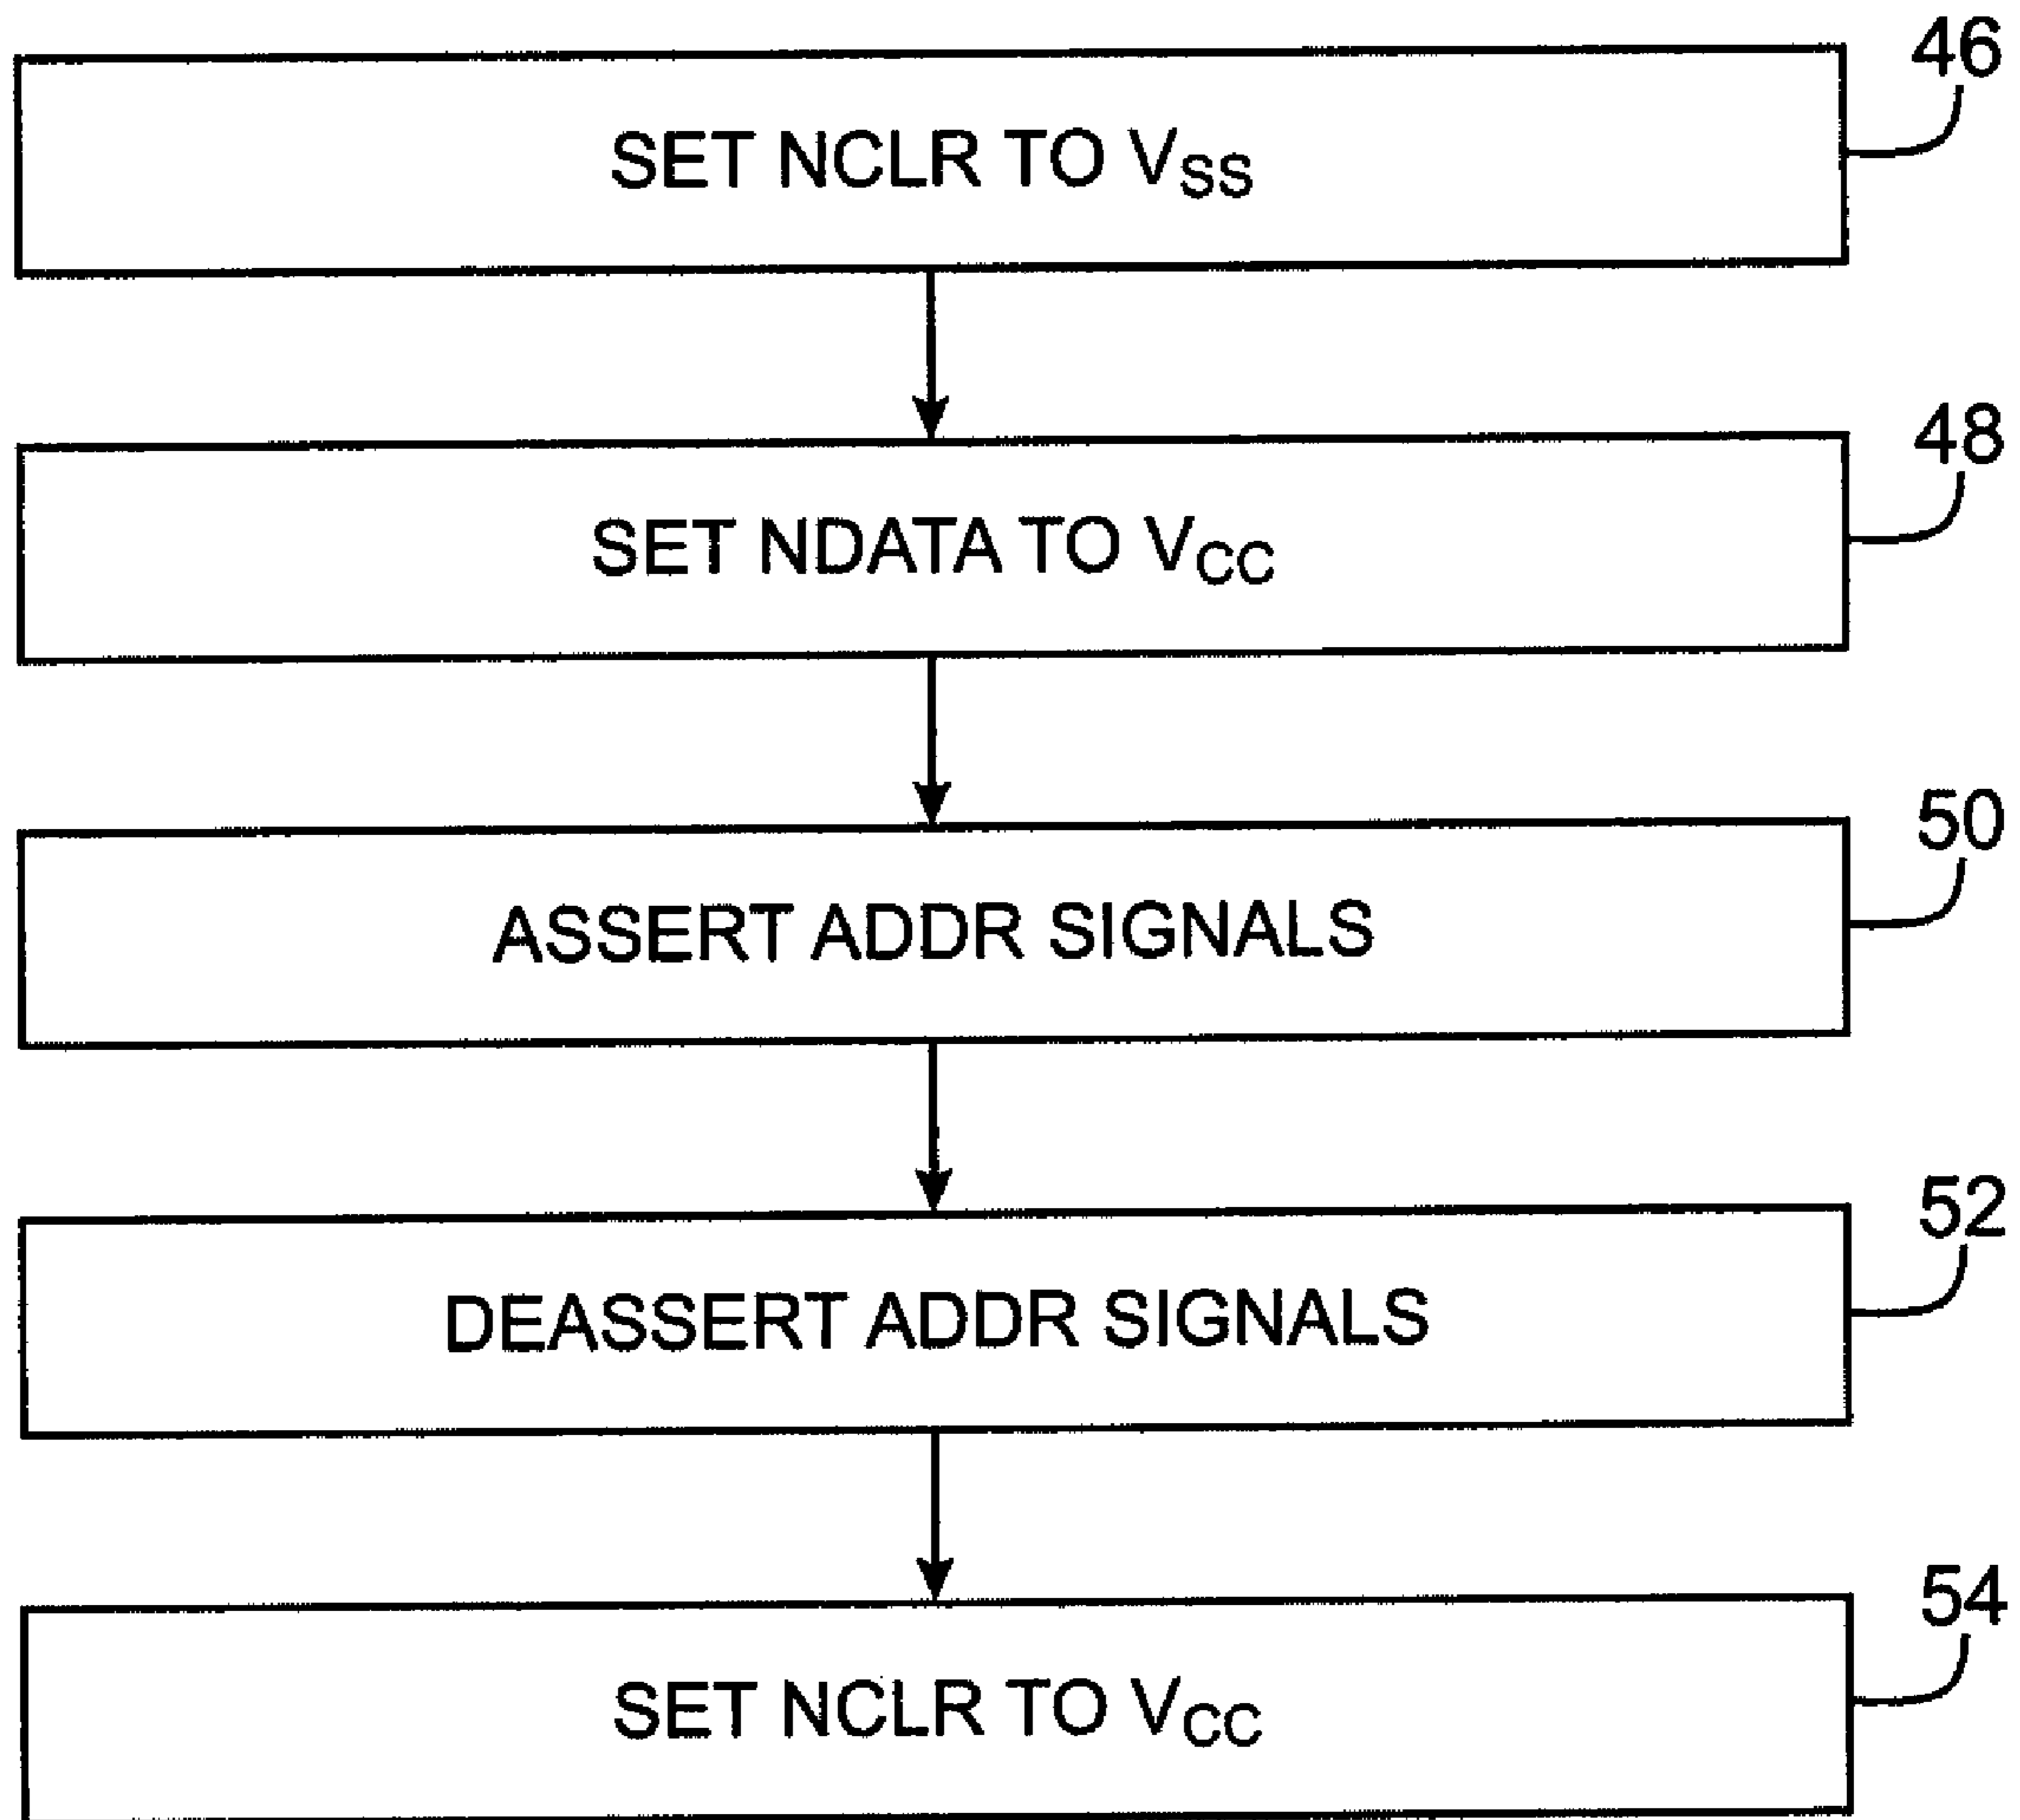 46
SET NCLR TO VSS
48
SET NDATA TO VCC
50
ASSERT ADDR SIGNALS
52
DEASSERT ADDR SIGNALS
54
SET NCLR TO VCC